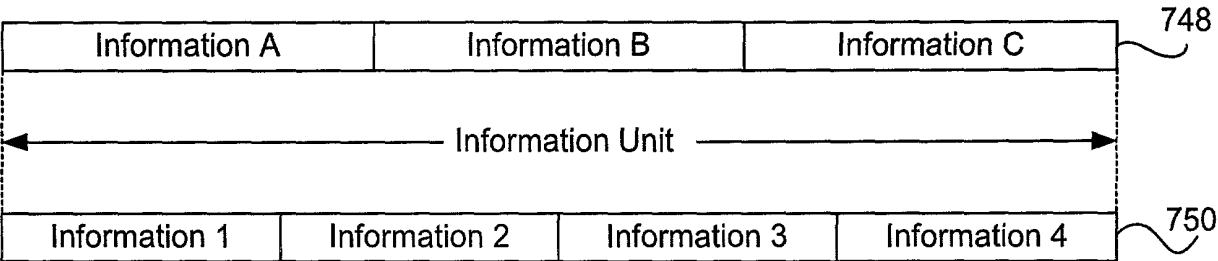 Information A Information B Information C 748
Information Unit
Information 1 Information 2 Information 3 Information 4 750